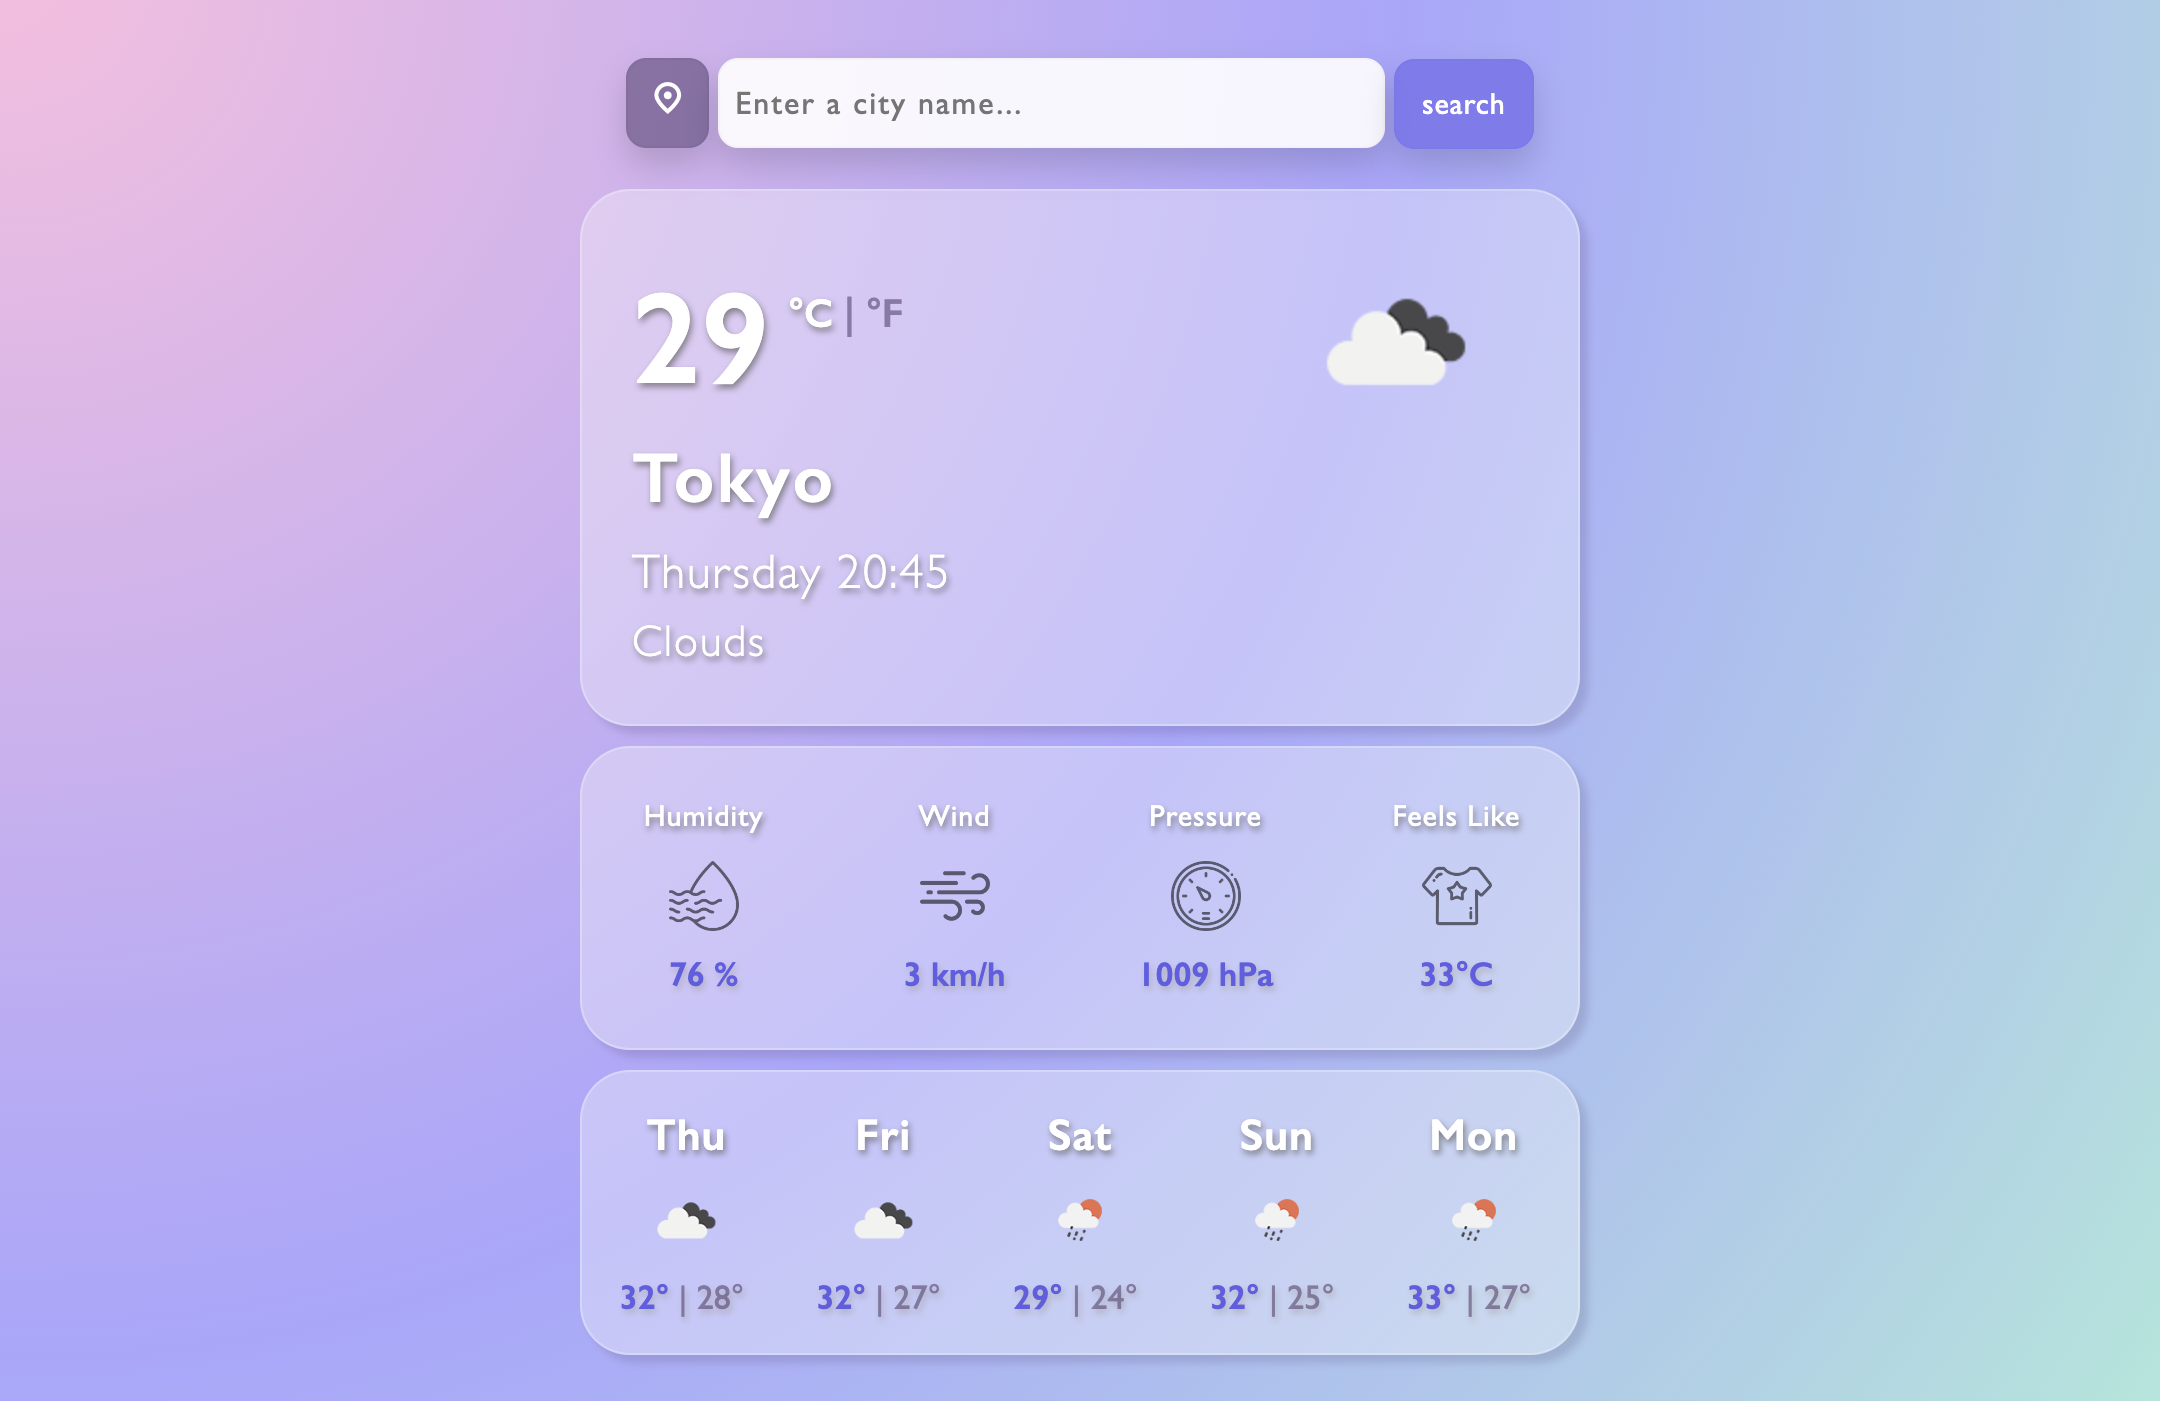 Enter a city name...
search
29 °C | °F
Tokyo
Thursday 20:45
Clouds
Humidity Wind Pressure Feels Like
76 % 3 km/h 1009 hPa 33°C
Thu Fri Sat Sun Mon
32° | 28° 32° | 27° 29° | 24° 32° | 25° 33° | 27°